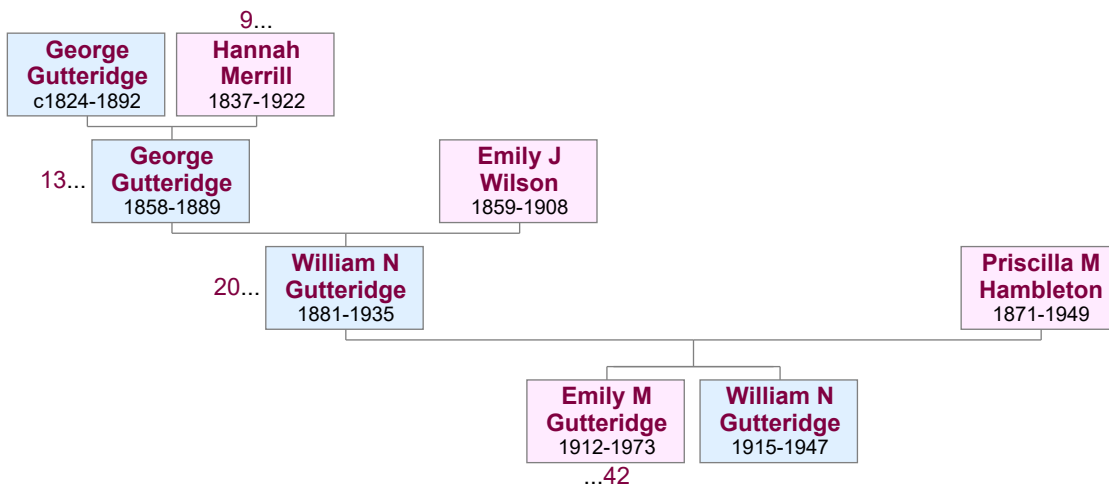 9...
George
Gutteridge
c1824-1892
Hannah
Merrill
1837-1922
13...
George
Gutteridge
1858-1889
Emily J
Wilson
1859-1908
20...
William N
Gutteridge
1881-1935
Priscilla M
Hambleton
1871-1949
Emily M
Gutteridge
1912-1973
William N
Gutteridge
1915-1947
...42